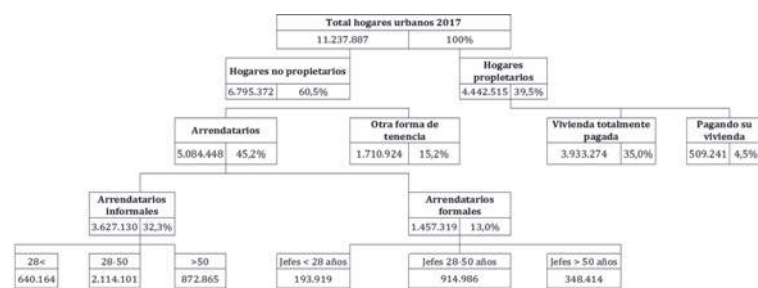 Total hogares urbanos 2017
11.237.887 100%
Hogares no propietarios
6.795.372 60,5%
Hogares
propietarios
4.442.515 39,5%
Arrendatarios
5.084.448 45,2%
Otra forma de
tenencia
1.710.924 15,2%
Vivienda totalmente
pagada
3.933.274 35,0%
Pagando su
vivienda
509.241 4,5%
Arrendatarios
informales
3.627.130 32,3%
Arrendatarios
formales
1.457.319 13,0%
28< 28-50 >50
640.164 2.114.101 872.865
Jefes < 28 años Jefes 28-50 años Jefes > 50 años
193.919 914.986 348.414